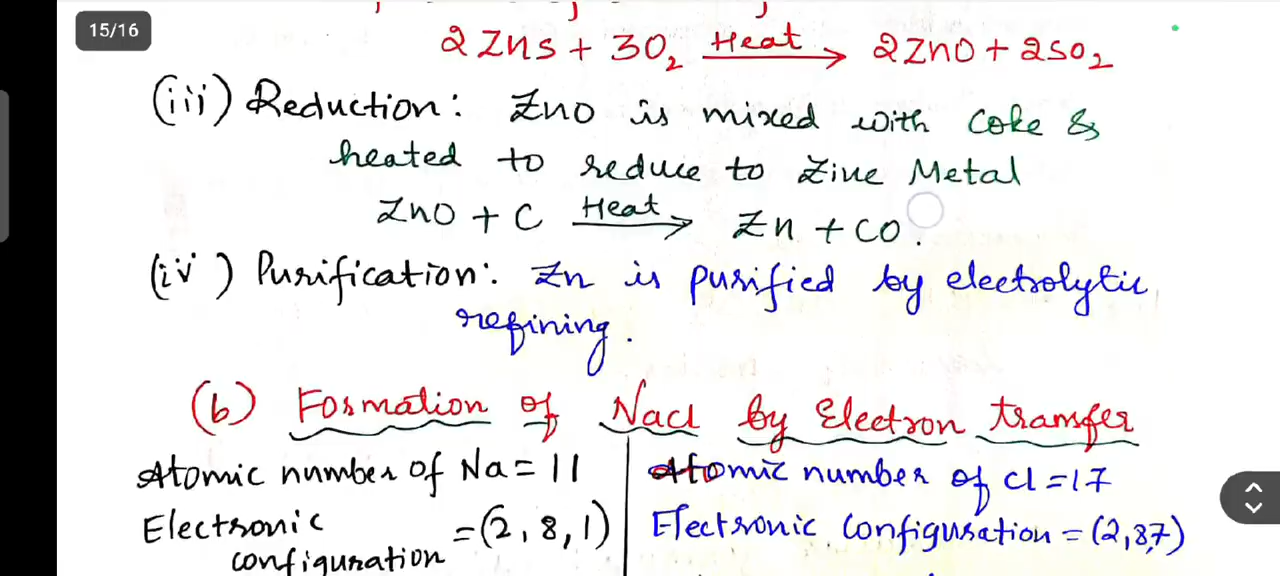 15/16
2 ZnS + 3O₂ Heat → 2ZnO + 2SO₂
(iii) Reduction: ZnO is mixed with coke &
heated to reduce to Zinc Metal
ZnO + C Heat → Zn + CO.
(iv) Purification: Zn is purified by electrolytic
refining.
(b) Formation of NaCl by Electron transfer
Atomic number of Na = 11
Electronic configuration = (2, 8, 1)
Atomic number of Cl = 17
Electronic configuration = (2,8,7)